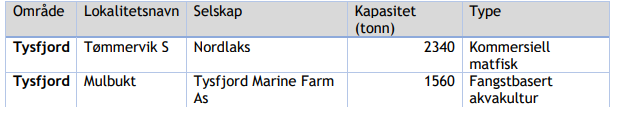 Område Lokalitetsnavn Selskap Kapasitet Type
(tonn)
Tysfjord Tømmervik S Nordlaks 2340 Kommersiell
matfisk
Tysfjord Mulbukt Tysfjord Marine Farm 1560 Fangstbasert
As akvakultur